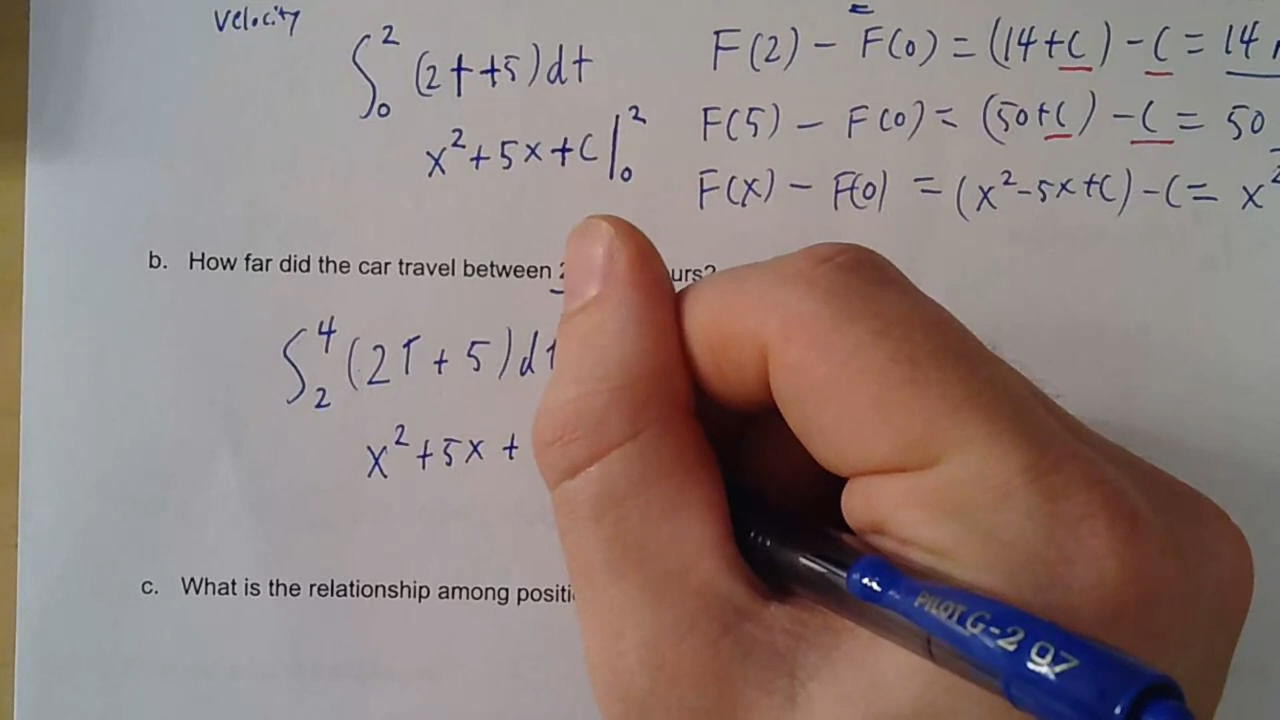 velocity
∫₀² (2t+5)dt
x²+5x+C|₀²
F(2) - F(0) = (14+C) - C = 14
F(5) - F(0) = (50+C) - C = 50
F(x) - F(0) = (x²-5x+C) - C = x²
b. How far did the car travel between
∫₂⁴ (2T+5)dt
x²+5x +
c. What is the relationship among
PILOT G-2 07